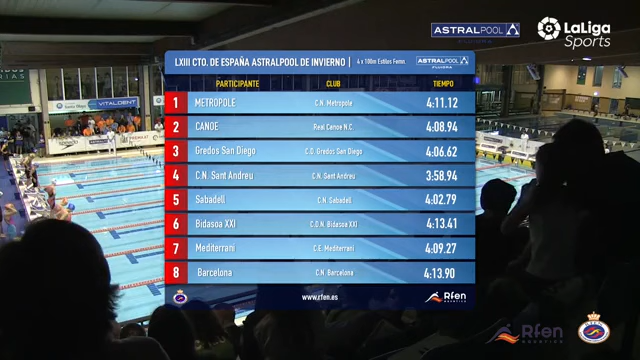 ASTRALPOOL
LaLiga
Sports
LXIII CTO. DE ESPAÑA ASTRALPOOL DE INVIERNO | 4 x 100m Estilos Femn. ASTRALPOOL
PARTICIPANTE CLUB TIEMPO
1 METROPOLE C.N. Metropole 4:11.12
2 CANOE Real Canoe N.C 4:08.94
3 Gredos San Diego C.D. Gredos San Diego 4:06.62
4 C.N. Sant Andreu C.N. Sant Andreu 3:58.94
5 Sabadell C.N. Sabadell 4:02.79
6 Bidasoa XXI C.D.N. Bidasoa XXI 4:13.41
7 Mediterrani C.E. Mediterrani 4:09.27
8 Barcelona C.N. Barcelona 4:13.90
www.rfen.es Rfen
VITALDENT
Rfen